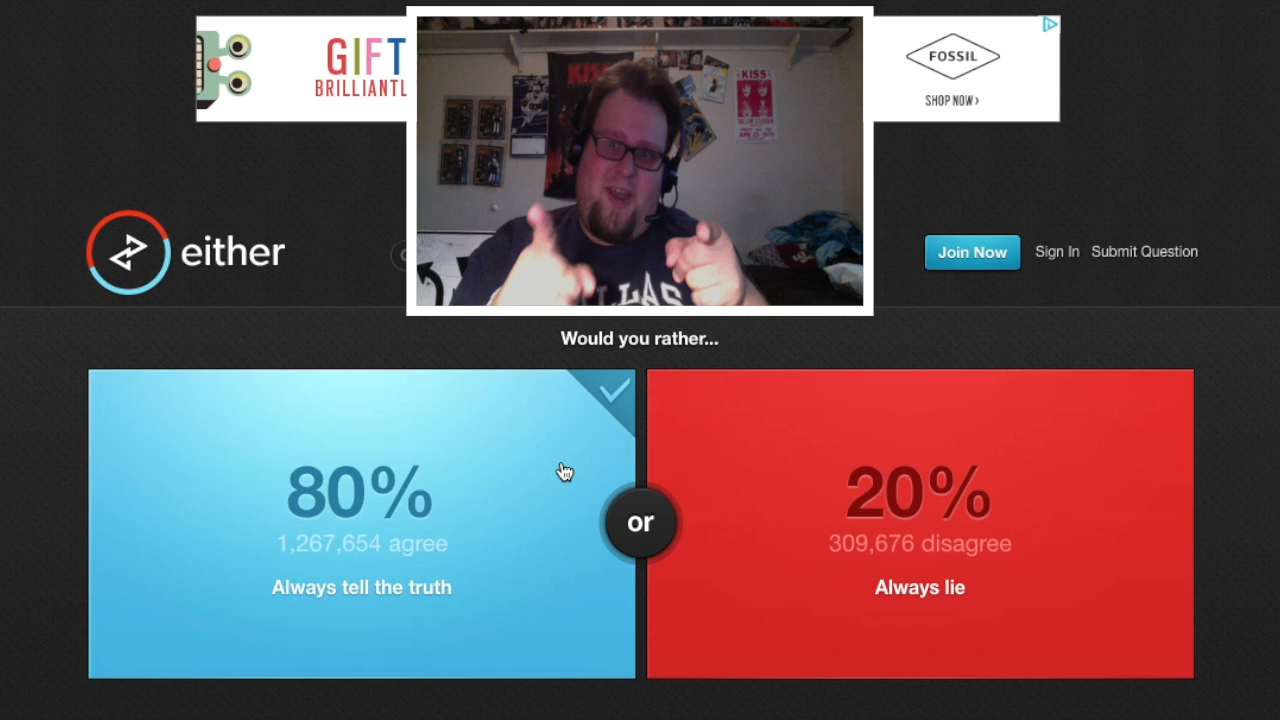 GIFT
BRILLIANTL
KISS
KISS
FOSSIL
SHOP NOW ›
either
LLAS
Join Now
Sign In
Submit Question
Would you rather...
80%
1,267,654 agree
Always tell the truth
or
20%
309,676 disagree
Always lie